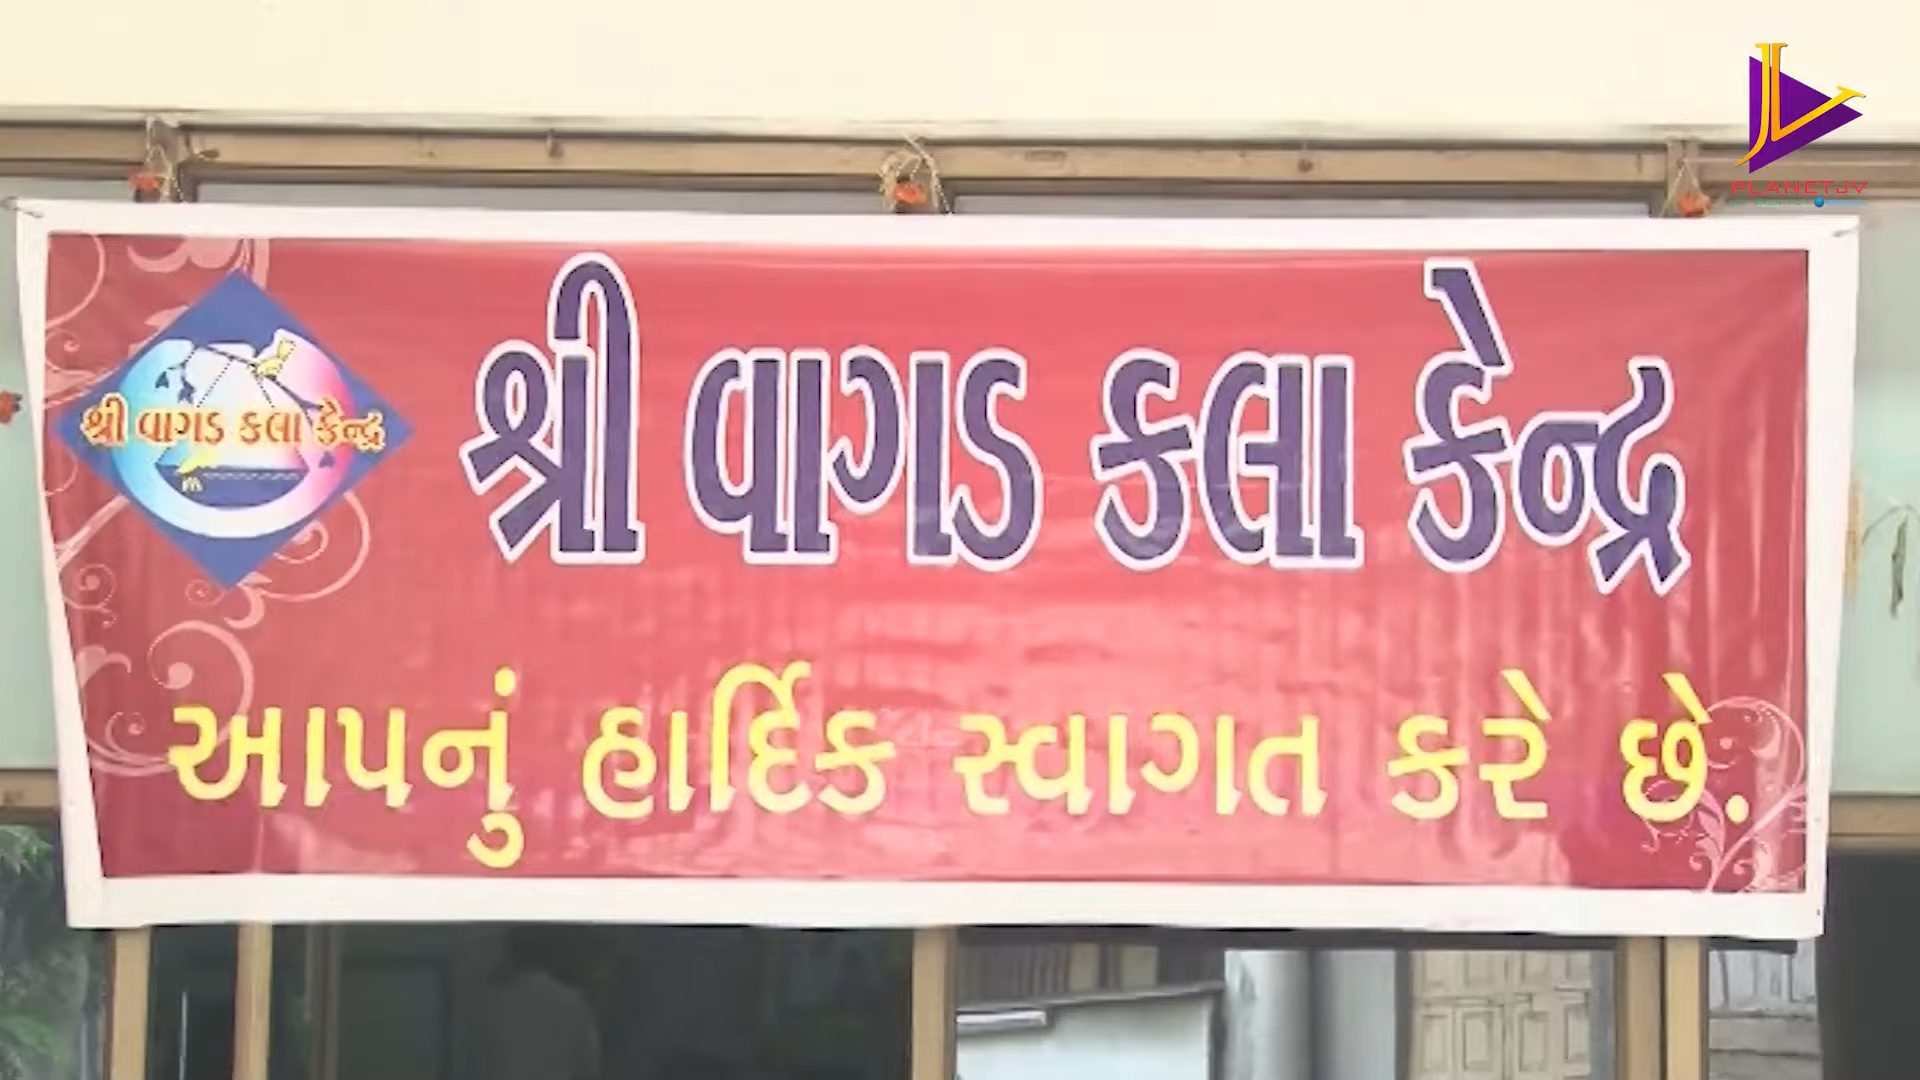 શ્રી વાગડ કલા કેન્દ્ર
શ્રી વાગડ કલા કેન્દ્ર
આપનું હાર્દિક સ્વાગત કરે છે.
PLANETJV